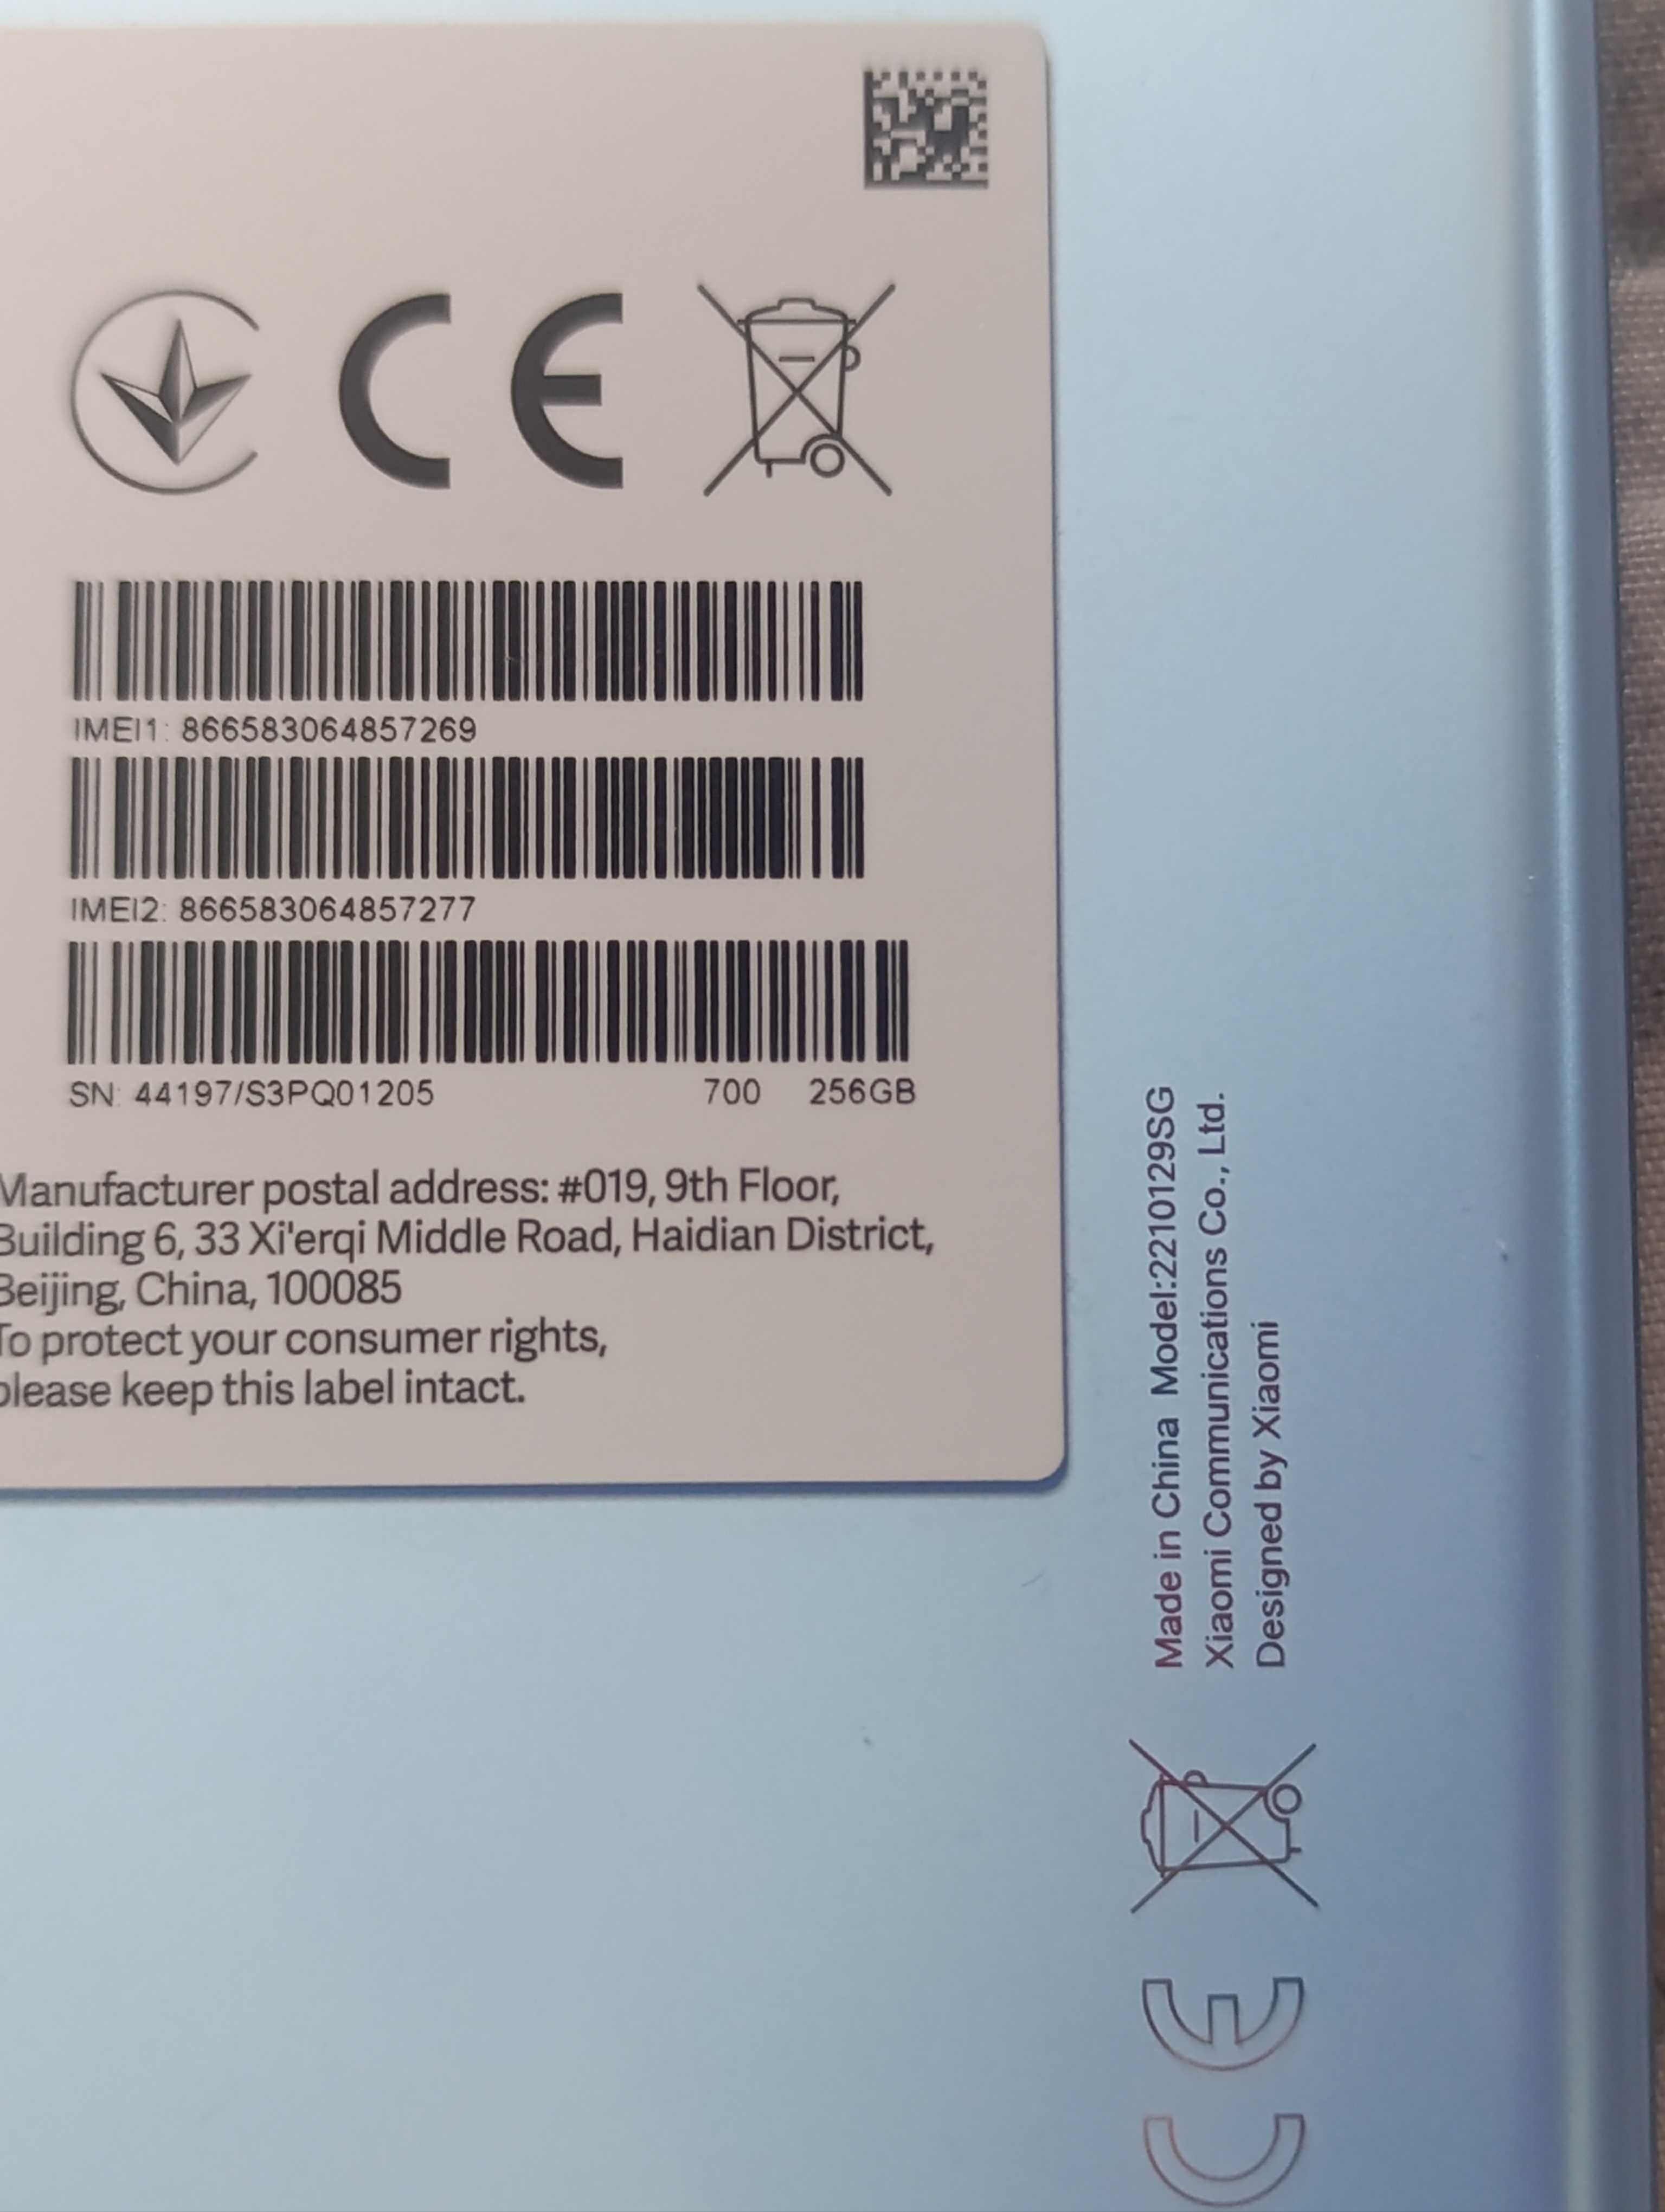 CE
IMEI1: 866583064857269
IMEI2: 866583064857277
SN: 44197/S3PQ01205 700 256GB
Manufacturer postal address: #019, 9th Floor,
Building 6, 33 Xi'erqi Middle Road, Haidian District,
Beijing, China, 100085
To protect your consumer rights,
please keep this label intact.
Made in China Model:2210129SG
Xiaomi Communications Co., Ltd.
Designed by Xiaomi
CE